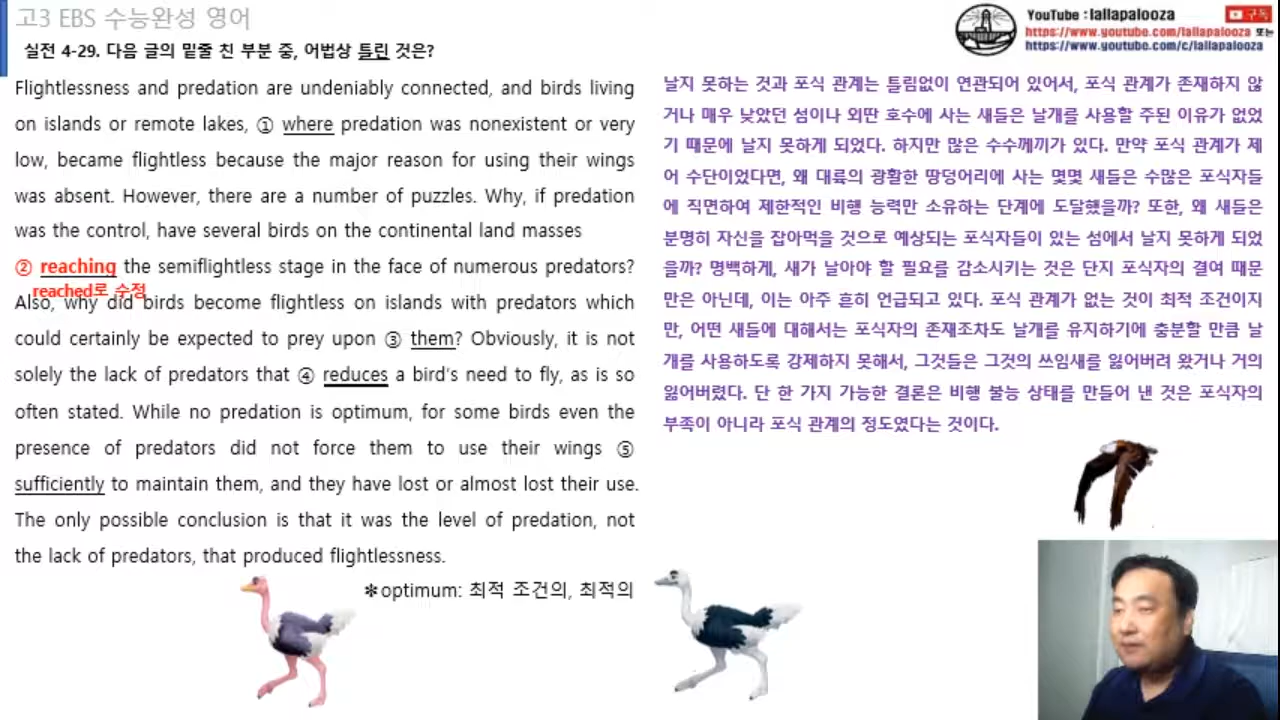 고3 EBS 수능완성 영어
실전 4-29. 다음 글의 밑줄 친 부분 중, 어법상 틀린 것은?
YouTube : lallapalooza
구독
https://www.youtube.com/lallapalooza 또는
https://www.youtube.com/c/lallapalooza
Flightlessness and predation are undeniably connected, and birds living
on islands or remote lakes, ① where predation was nonexistent or very
low, became flightless because the major reason for using their wings
was absent. However, there are a number of puzzles. Why, if predation
was the control, have several birds on the continental land masses
② reaching the semiflightless stage in the face of numerous predators?
reached로 수정
Also, why did birds become flightless on islands with predators which
could certainly be expected to prey upon ③ them? Obviously, it is not
solely the lack of predators that ④ reduces a bird's need to fly, as is so
often stated. While no predation is optimum, for some birds even the
presence of predators did not force them to use their wings ⑤
sufficiently to maintain them, and they have lost or almost lost their use.
The only possible conclusion is that it was the level of predation, not
the lack of predators, that produced flightlessness.
＊optimum: 최적 조건의, 최적의
날지 못하는 것과 포식 관계는 틀림없이 연관되어 있어서, 포식 관계가 존재하지 않
거나 매우 낮았던 섬이나 외딴 호수에 사는 새들은 날개를 사용할 주된 이유가 없었
기 때문에 날지 못하게 되었다. 하지만 많은 수수께끼가 있다. 만약 포식 관계가 제
어 수단이었다면, 왜 대륙의 광활한 땅덩어리에 사는 몇몇 새들은 수많은 포식자들
에 직면하여 제한적인 비행 능력만 소유하는 단계에 도달했을까? 또한, 왜 새들은
분명히 자신을 잡아먹을 것으로 예상되는 포식자들이 있는 섬에서 날지 못하게 되었
을까? 명백하게, 새가 날아야 할 필요를 감소시키는 것은 단지 포식자의 결여 때문
만은 아닌데, 이는 아주 흔히 언급되고 있다. 포식 관계가 없는 것이 최적 조건이지
만, 어떤 새들에 대해서는 포식자의 존재조차도 날개를 유지하기에 충분할 만큼 날
개를 사용하도록 강제하지 못해서, 그것들은 그것의 쓰임새를 잃어버려 왔거나 거의
잃어버렸다. 단 한 가지 가능한 결론은 비행 불능 상태를 만들어 낸 것은 포식자의
부족이 아니라 포식 관계의 정도였다는 것이다.